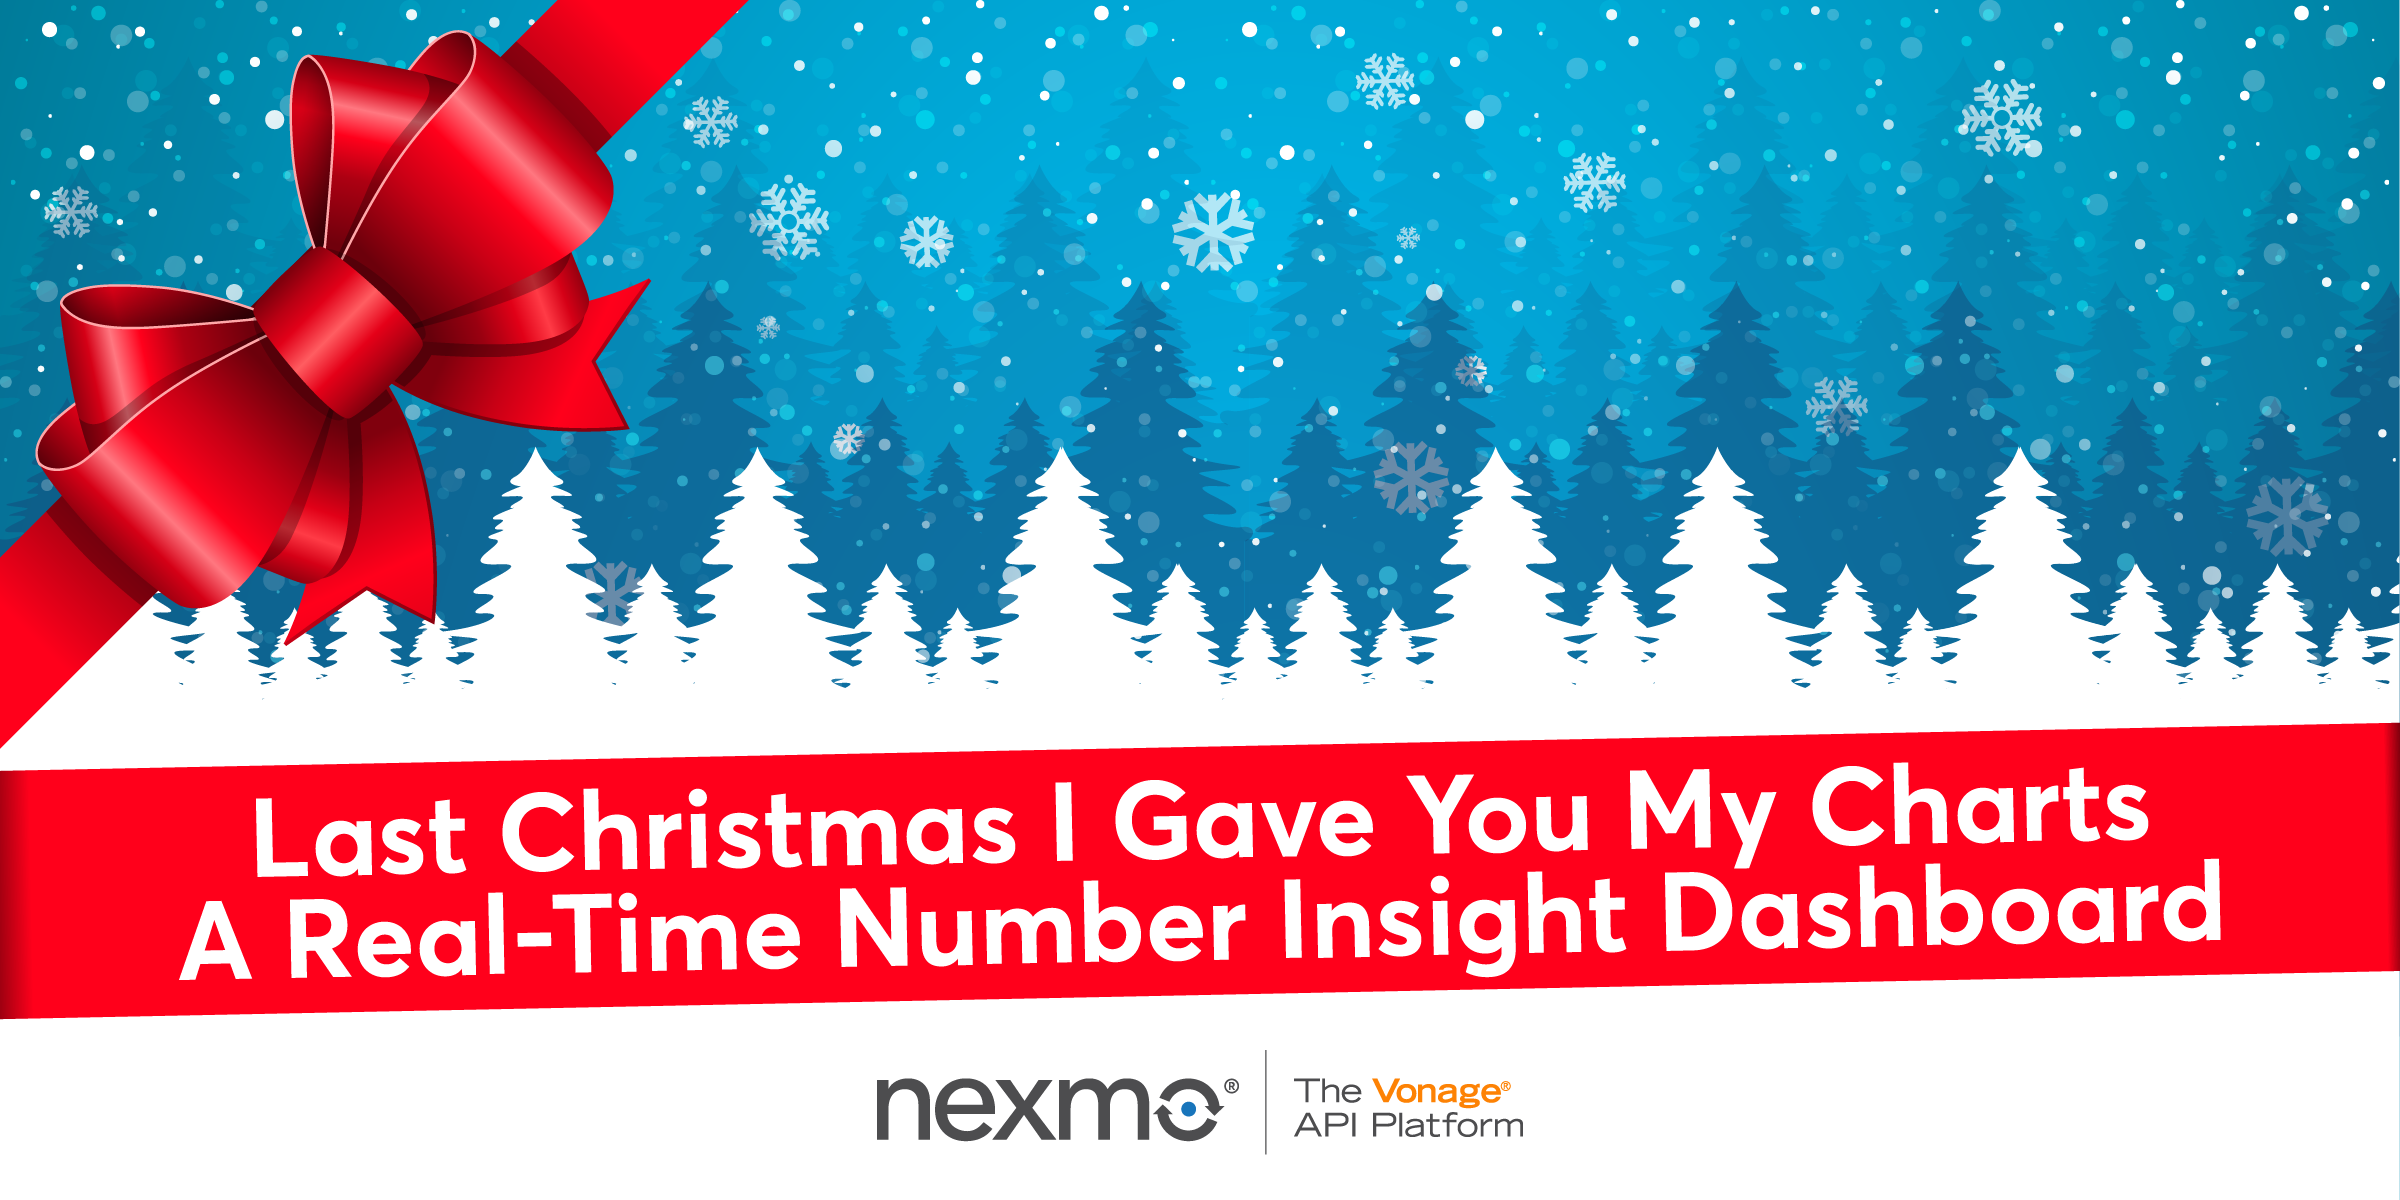 Last Christmas I Gave You My Charts
A Real-Time Number Insight Dashboard
nexmo®
The Vonage®
API Platform